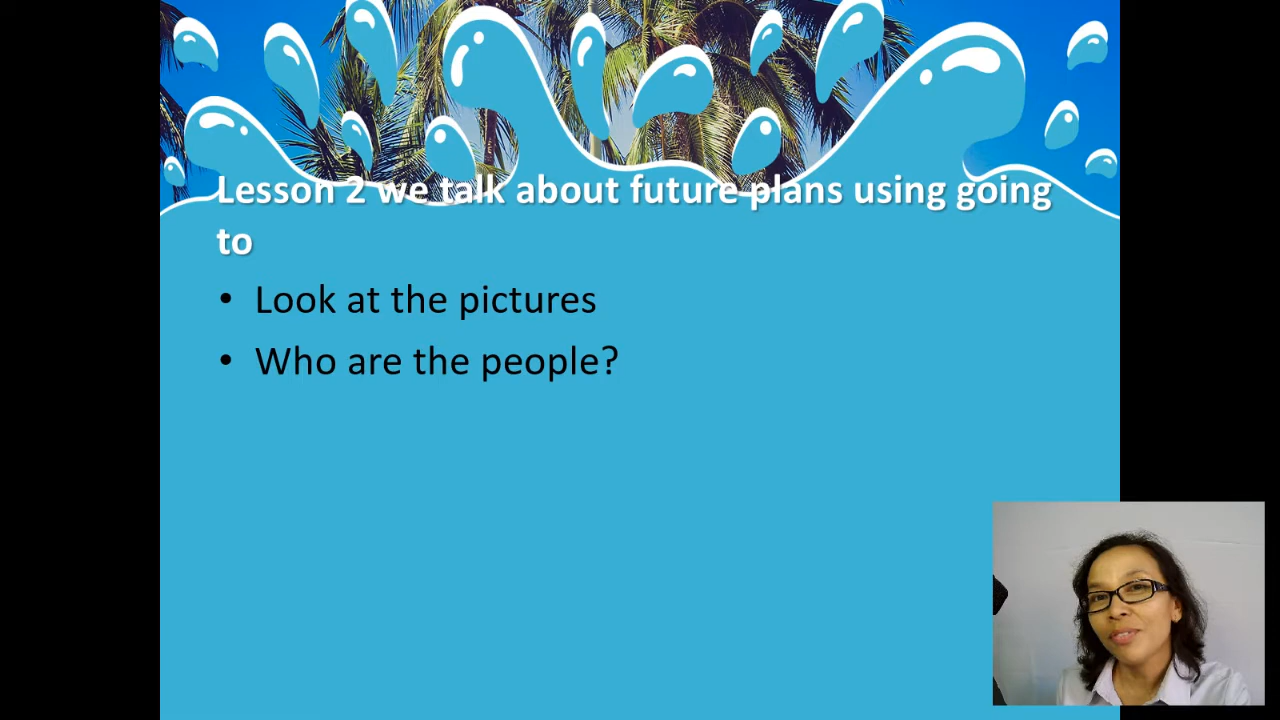 Lesson 2 we talk about future plans using going
to
• Look at the pictures
• Who are the people?